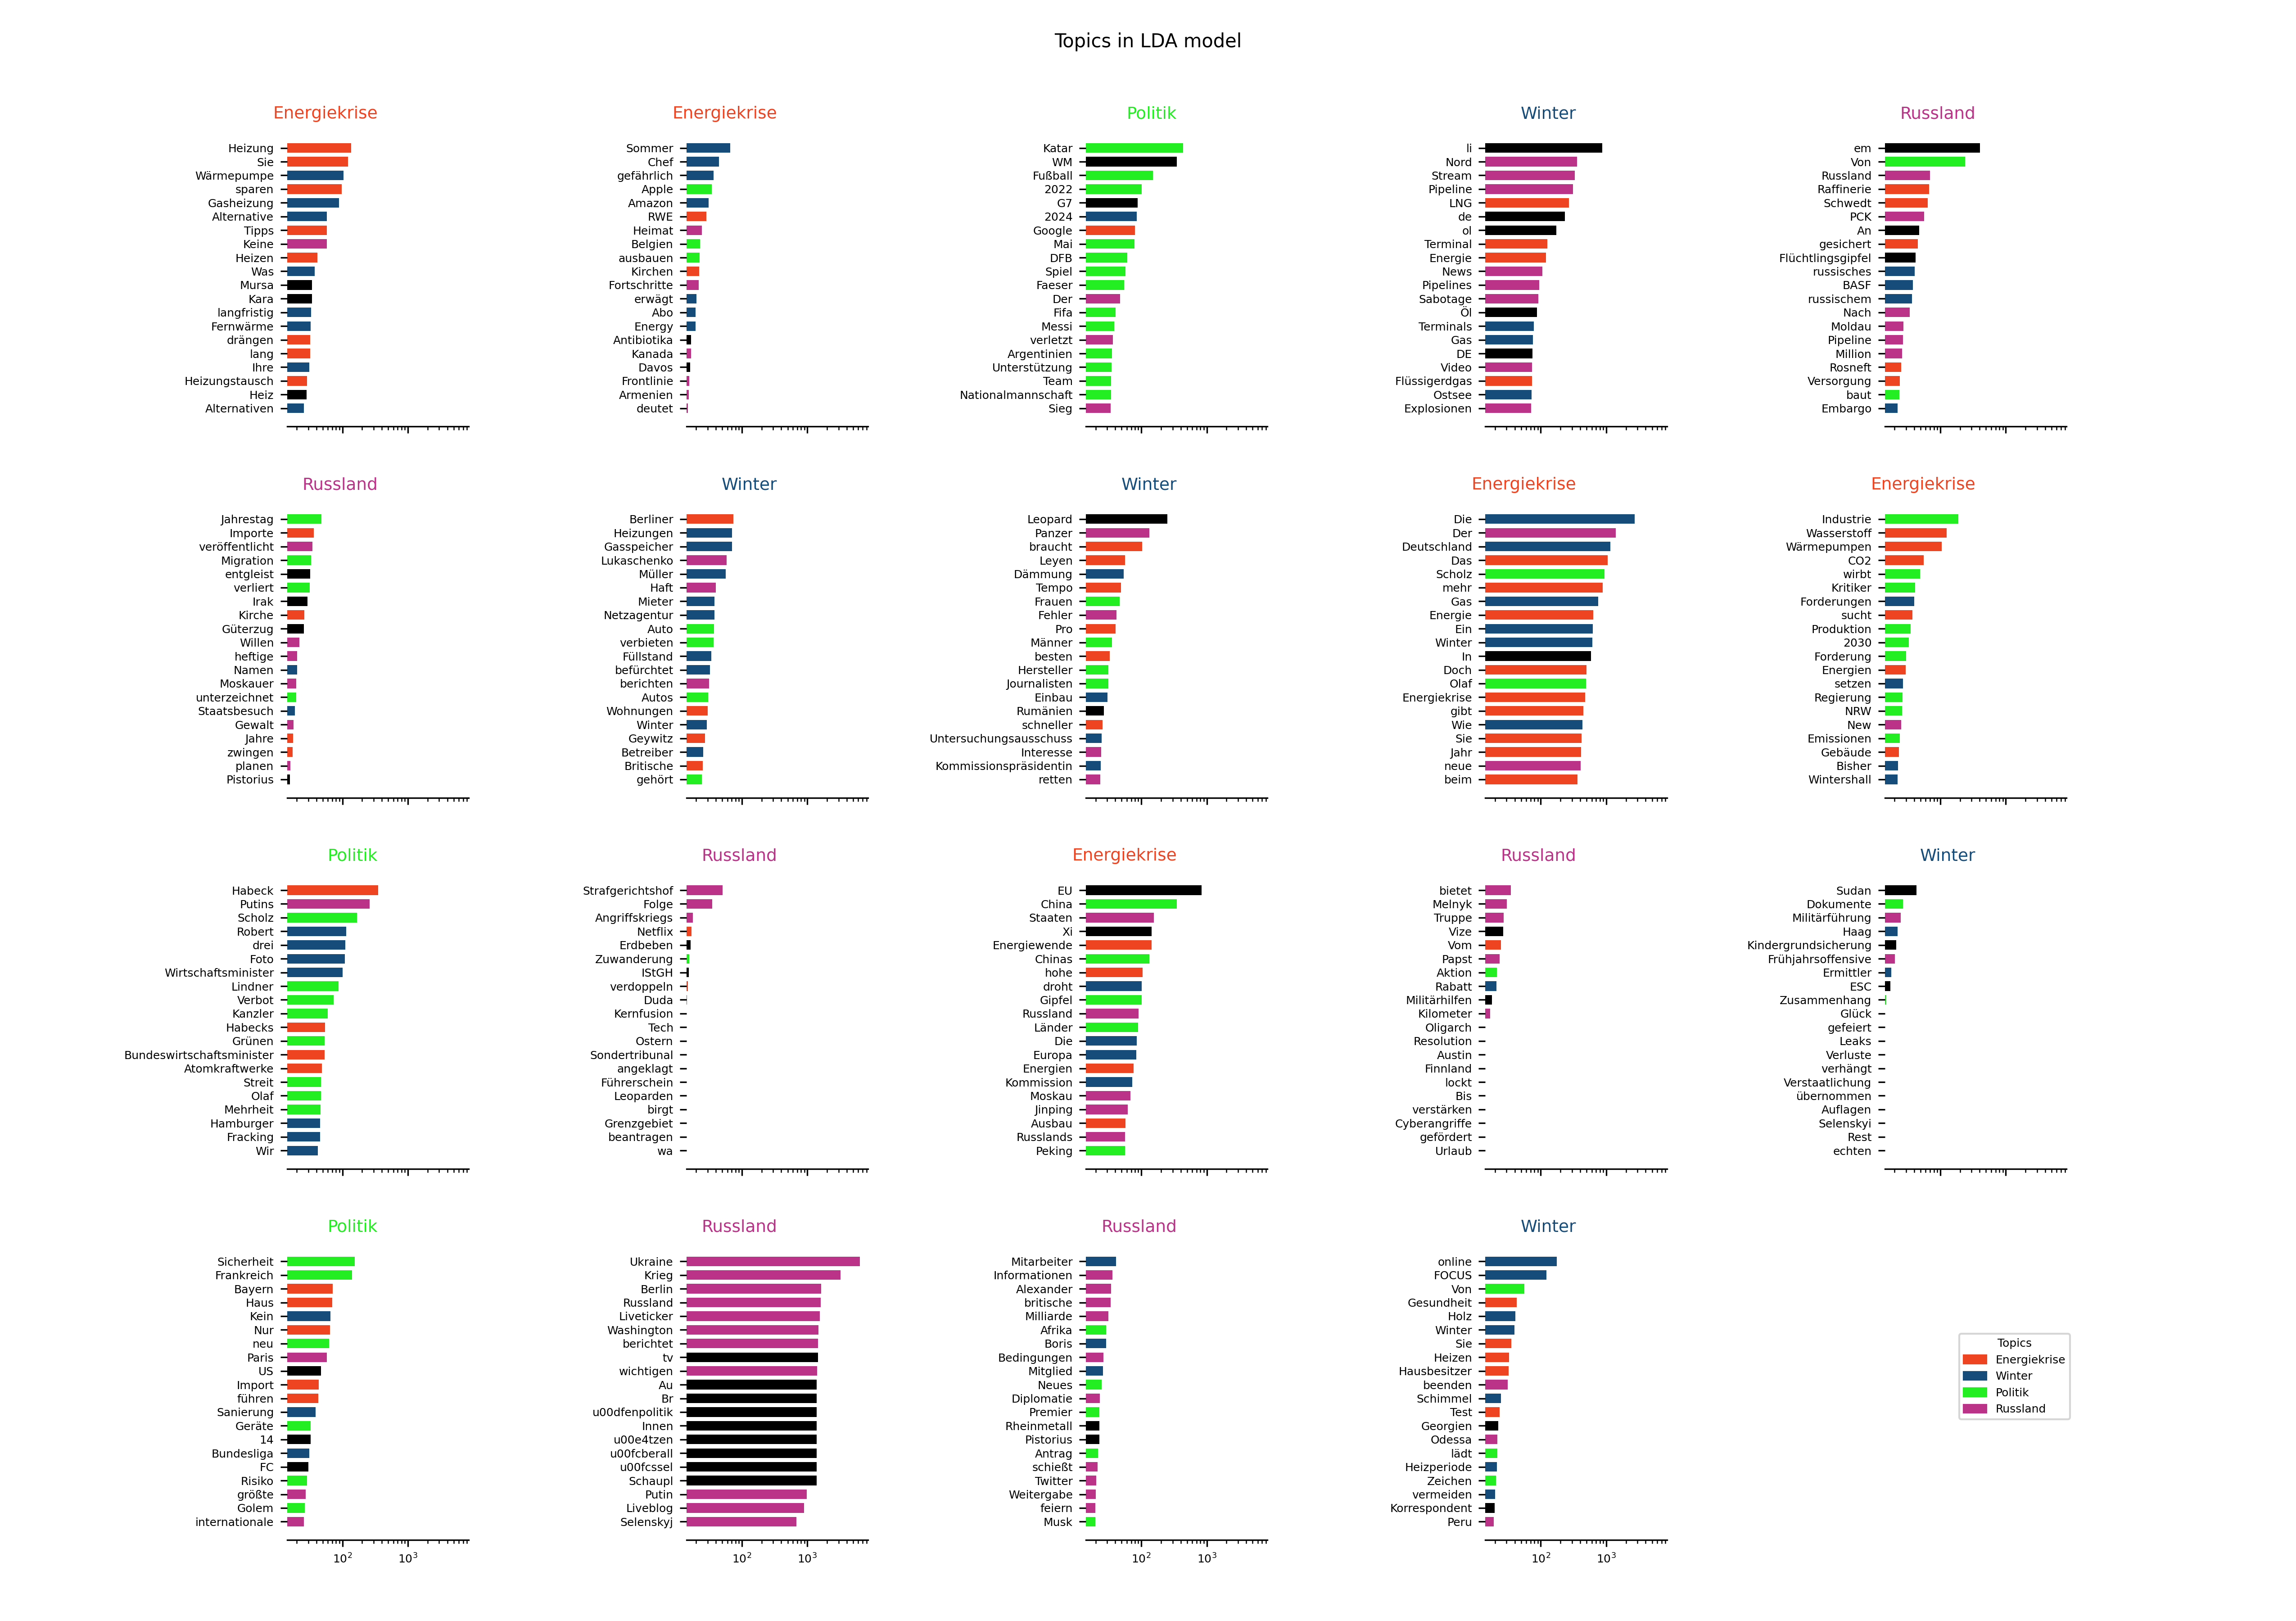 Topics in LDA model
Energiekrise
Heizung
Sie
Wärmepumpe
sparen
Gasheizung
Alternative
Tipps
Keine
Heizen
Was
Mursa
Kara
langfristig
Fernwärme
drängen
lang
Ihre
Heizungstausch
Heiz
Alternativen
Energiekrise
Sommer
Chef
gefährlich
Apple
Amazon
RWE
Heimat
Belgien
ausbauen
Kirchen
Fortschritte
erwägt
Abo
Energy
Antibiotika
Kanada
Davos
Frontlinie
Armenien
deutet
Politik
Katar
WM
Fußball
2022
G7
2024
Google
Mai
DFB
Spiel
Faeser
Der
Fifa
Messi
verletzt
Argentinien
Unterstützung
Team
Nationalmannschaft
Sieg
Winter
li
Nord
Stream
Pipeline
LNG
de
ol
Terminal
Energie
News
Pipelines
Sabotage
Öl
Terminals
Gas
DE
Video
Flüssigerdgas
Ostsee
Explosionen
Russland
em
Von
Russland
Raffinerie
Schwedt
PCK
An
gesichert
Flüchtlingsgipfel
russisches
BASF
russischem
Nach
Moldau
Pipeline
Million
Rosneft
Versorgung
baut
Embargo
Russland
Jahrestag
Importe
veröffentlicht
Migration
entgleist
verliert
Irak
Kirche
Güterzug
Willen
heftige
Namen
Moskauer
unterzeichnet
Staatsbesuch
Gewalt
Jahre
zwingen
planen
Pistorius
Winter
Berliner
Heizungen
Gasspeicher
Lukaschenko
Müller
Haft
Mieter
Netzagentur
Auto
verbieten
Füllstand
befürchtet
berichten
Autos
Wohnungen
Winter
Geywitz
Betreiber
Britische
gehört
Winter
Leopard
Panzer
braucht
Leyen
Dämmung
Tempo
Frauen
Fehler
Pro
Männer
besten
Hersteller
Journalisten
Einbau
Rumänien
schneller
Untersuchungsausschuss
Interesse
Kommissionspräsidentin
retten
Energiekrise
Die
Der
Deutschland
Das
Scholz
mehr
Gas
Energie
Ein
Winter
In
Doch
Olaf
Energiekrise
gibt
Wie
Sie
Jahr
neue
beim
Energiekrise
Industrie
Wasserstoff
Wärmepumpen
CO2
wirbt
Kritiker
Forderungen
sucht
Produktion
2030
Forderung
Energien
setzen
Regierung
NRW
New
Emissionen
Gebäude
Bisher
Wintershall
Politik
Habeck
Putins
Scholz
Robert
drei
Foto
Wirtschaftsminister
Lindner
Verbot
Kanzler
Habecks
Grünen
Bundeswirtschaftsminister
Atomkraftwerke
Streit
Olaf
Mehrheit
Hamburger
Fracking
Wir
Russland
Strafgerichtshof
Folge
Angriffskriegs
Netflix
Erdbeben
Zuwanderung
IStGH
verdoppeln
Duda
Kernfusion
Tech
Ostern
Sondertribunal
angeklagt
Führerschein
Leoparden
birgt
Grenzgebiet
beantragen
wa
Energiekrise
EU
China
Staaten
Xi
Energiewende
Chinas
hohe
droht
Gipfel
Russland
Länder
Die
Europa
Energien
Kommission
Moskau
Jinping
Ausbau
Russlands
Peking
Russland
bietet
Melnyk
Truppe
Vize
Vom
Papst
Aktion
Rabatt
Militärhilfen
Kilometer
Oligarch
Resolution
Austin
Finnland
lockt
Bis
verstärken
Cyberangriffe
gefördert
Urlaub
Winter
Sudan
Dokumente
Militärführung
Haag
Kindergrundsicherung
Frühjahrsoffensive
Ermittler
ESC
Zusammenhang
Glück
gefeiert
Leaks
Verluste
verhängt
Verstaatlichung
übernommen
Auflagen
Selenskyi
Rest
echten
Politik
Sicherheit
Frankreich
Bayern
Haus
Kein
Nur
neu
Paris
US
Import
führen
Sanierung
Geräte
14
Bundesliga
FC
Risiko
größte
Golem
internationale
10² 10³
Russland
Ukraine
Krieg
Berlin
Russland
Liveticker
Washington
berichtet
tv
wichtigen
Au
Br
u00dfenpolitik
Innen
u00e4tzen
u00fcberall
u00fcssel
Schaupl
Putin
Liveblog
Selenskyj
10² 10³
Russland
Mitarbeiter
Informationen
Alexander
britische
Milliarde
Afrika
Boris
Bedingungen
Mitglied
Neues
Diplomatie
Premier
Rheinmetall
Pistorius
Antrag
schießt
Twitter
Weitergabe
feiern
Musk
10² 10³
Winter
online
FOCUS
Von
Gesundheit
Holz
Winter
Sie
Heizen
Hausbesitzer
beenden
Schimmel
Test
Georgien
Odessa
lädt
Heizperiode
Zeichen
vermeiden
Korrespondent
Peru
10² 10³
Topics
Energiekrise
Winter
Politik
Russland